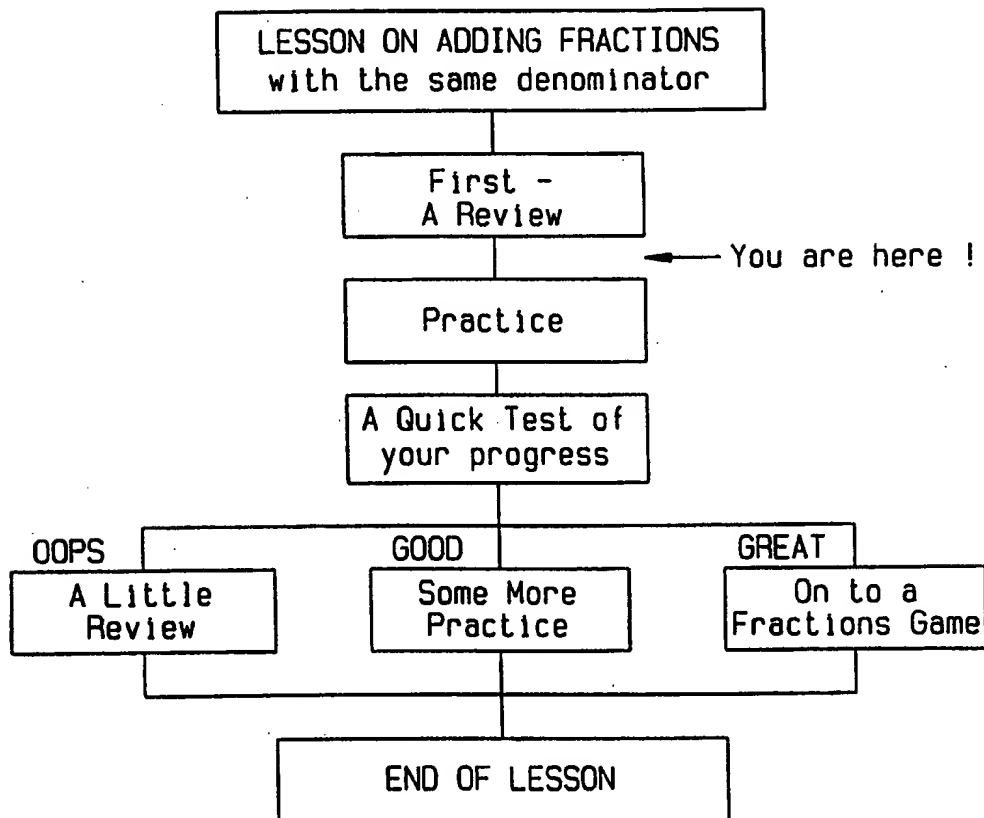 LESSON ON ADDING FRACTIONS
with the same denominator
First -
A Review
You are here !
Practice
A Quick Test of
your progress
OOPS
A Little
Review
GOOD
Some More
Practice
GREAT
On to a
Fractions Game
END OF LESSON